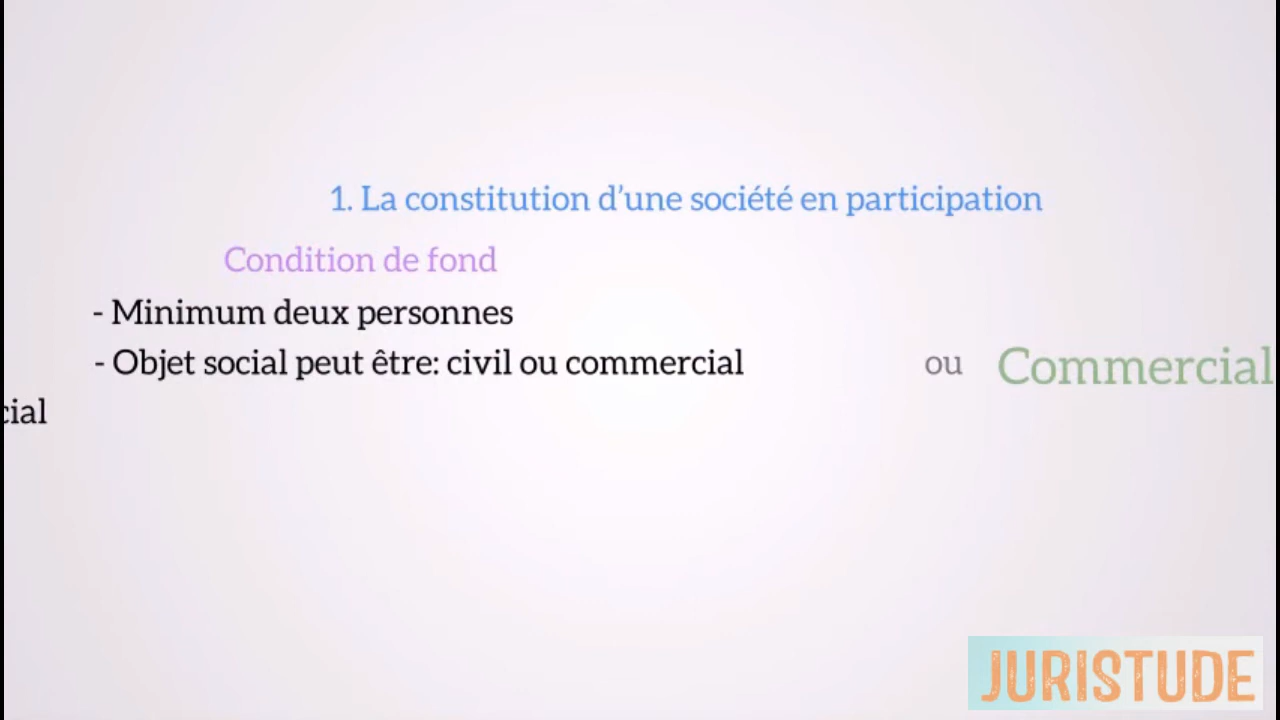 1. La constitution d’une société en participation
Condition de fond
- Minimum deux personnes
- Objet social peut être: civil ou commercial
ou Commercial
cial
JURISTUDE